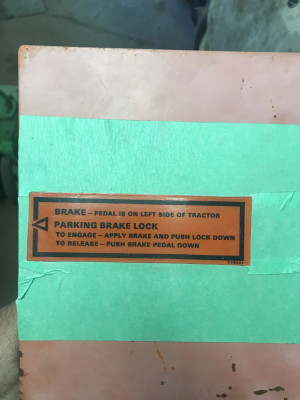 BRAKE – PEDAL IS ON LEFT SIDE OF TRACTOR
PARKING BRAKE LOCK
TO ENGAGE – APPLY BRAKE AND PUSH LOCK DOWN
TO RELEASE – PUSH BRAKE PEDAL DOWN